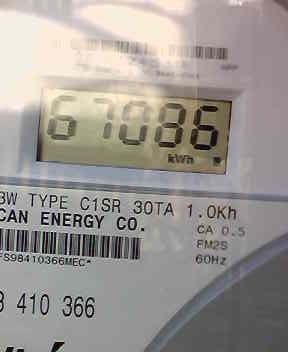 67086
kWh
3W TYPE C1SR 30TA 1.0Kh
CAN ENERGY CO.
CA 0.5
FM2S
60Hz
FS98410366MEC*
410 366